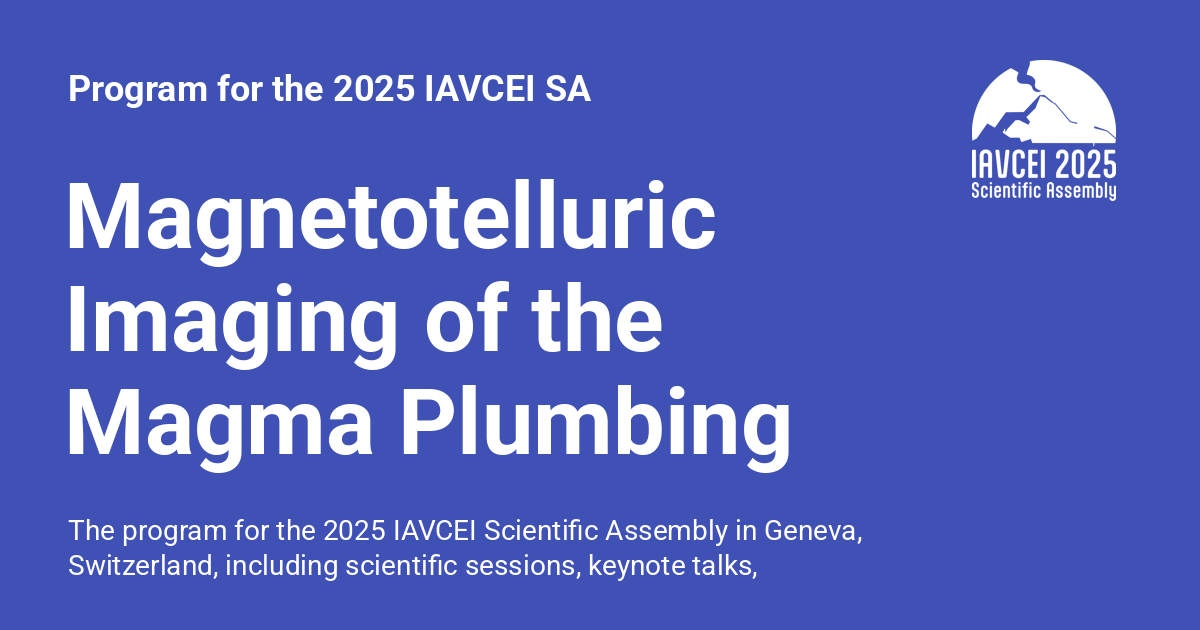 Program for the 2025 IAVCEI SA
IAVCEI 2025
Scientific Assembly
Magnetotelluric
Imaging of the
Magma Plumbing
The program for the 2025 IAVCEI Scientific Assembly in Geneva,
Switzerland, including scientific sessions, keynote talks,